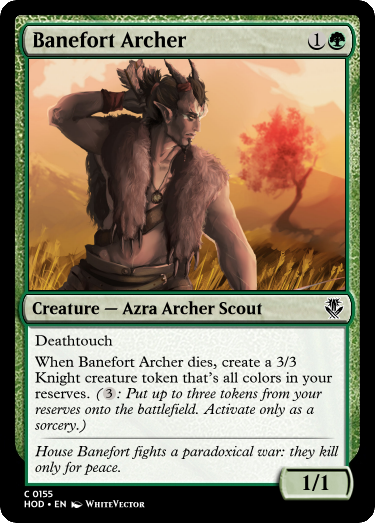 Banefort Archer 1
Creature — Azra Archer Scout
Deathtouch
When Banefort Archer dies, create a 3/3
Knight creature token that's all colors in your
reserves. (3: Put up to three tokens from your
reserves onto the battlefield. Activate only as a
sorcery.)
House Banefort fights a paradoxical war: they kill
only for peace.
1/1
C 0155
HOD • EN WhiteVector